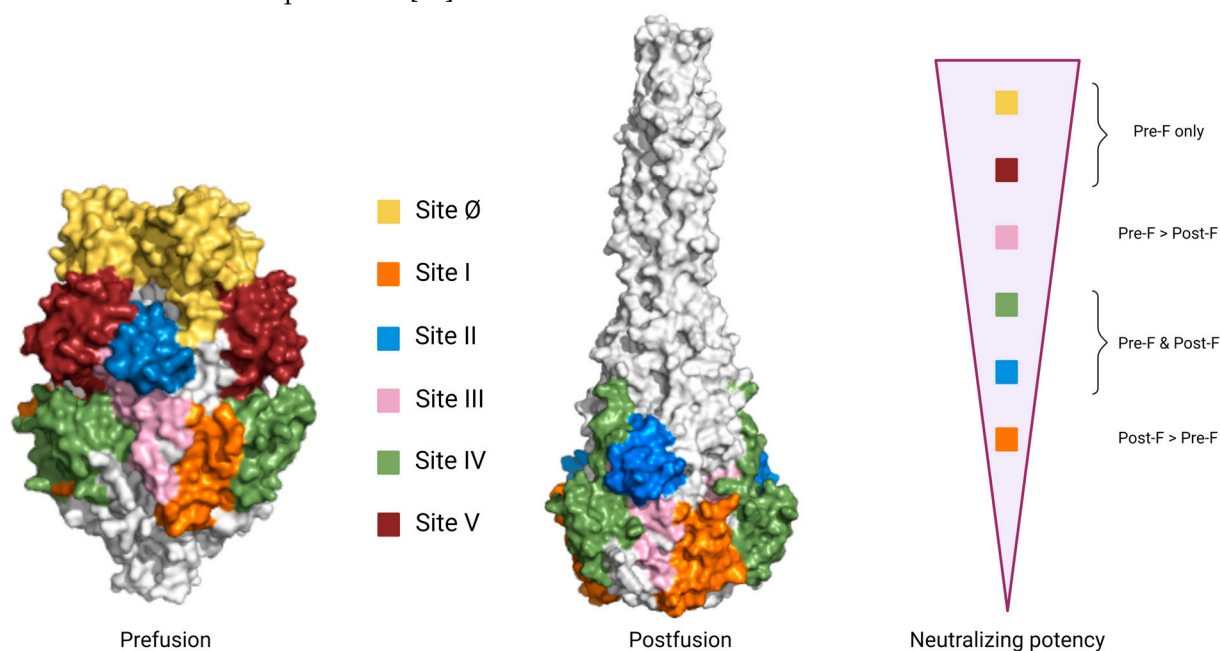 Site Ø
Site I
Site II
Site III
Site IV
Site V
Pre-F only
Pre-F > Post-F
Pre-F & Post-F
Post-F > Pre-F
Prefusion
Postfusion
Neutralizing potency